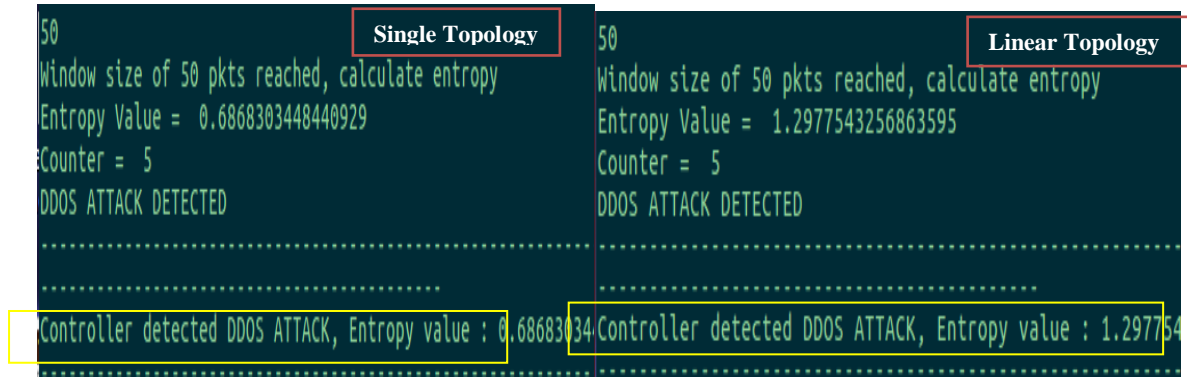 50
Single Topology
Window size of 50 pkts reached, calculate entropy
Entropy Value = 0.6868303448440929
Counter = 5
DDOS ATTACK DETECTED
------------------------------------------------------------
-------------------------------------------
Controller detected DDOS ATTACK, Entropy value : 0.68683034
------------------------------------------------------------
50
Linear Topology
Window size of 50 pkts reached, calculate entropy
Entropy Value = 1.2977543256863595
Counter = 5
DDOS ATTACK DETECTED
------------------------------------------------------------
-----------------------------------------------
Controller detected DDOS ATTACK, Entropy value : 1.297754
------------------------------------------------------------